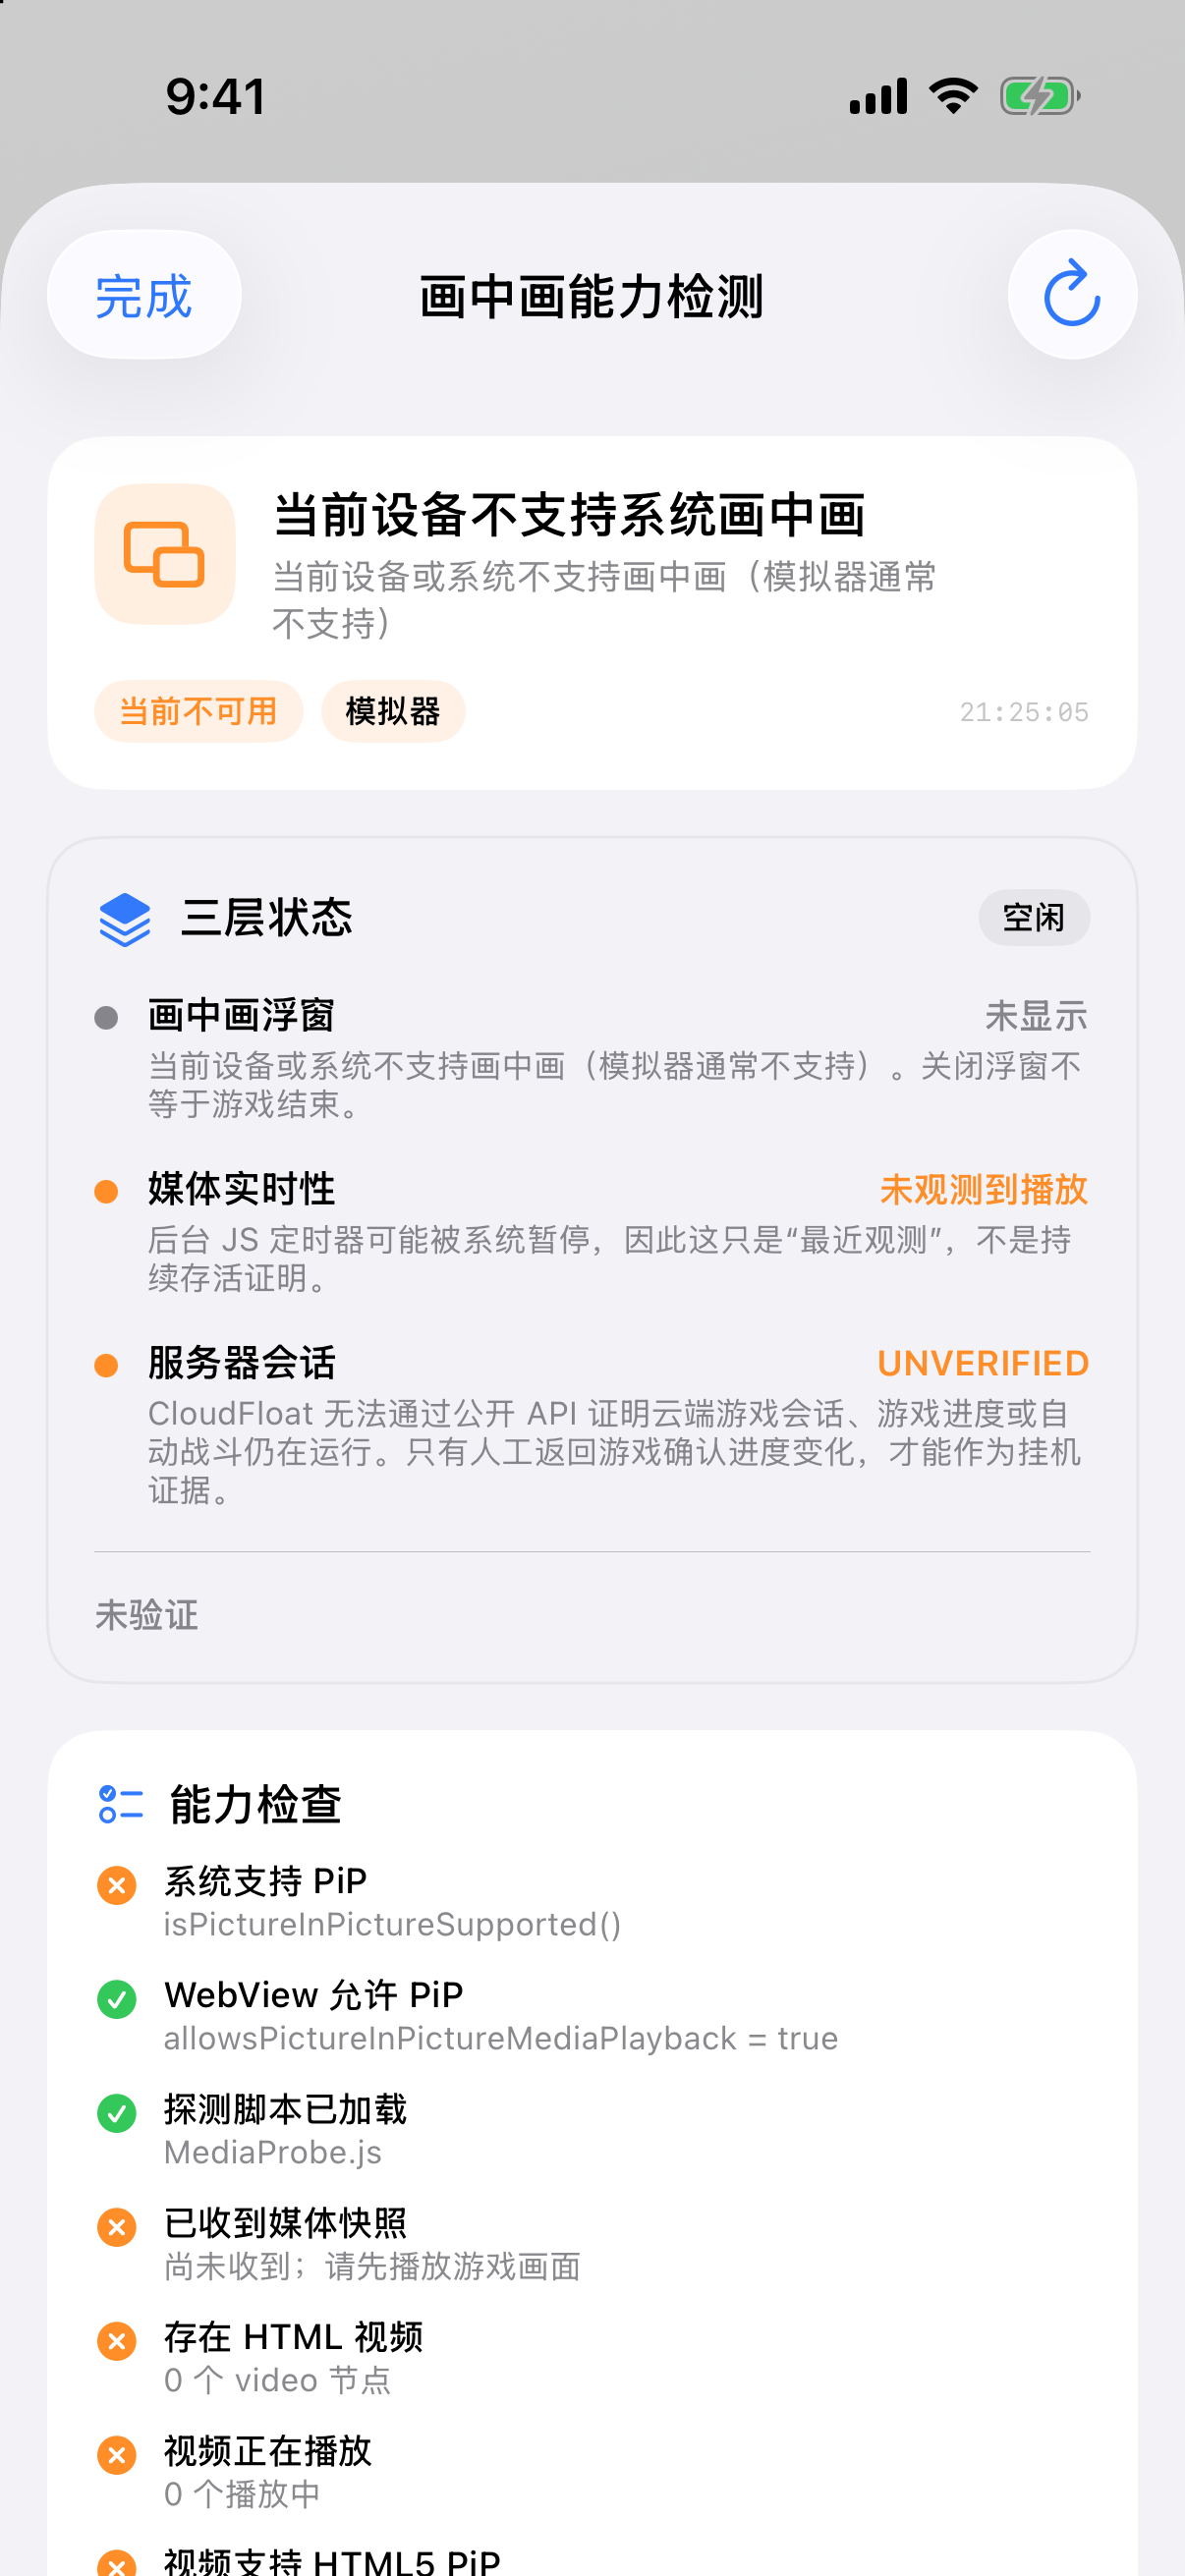 9:41
完成
画中画能力检测
当前设备不支持系统画中画
当前设备或系统不支持画中画（模拟器通常
不支持）
当前不可用
模拟器
21:25:05
三层状态
空闲
画中画浮窗
未显示
当前设备或系统不支持画中画（模拟器通常不支持）。关闭浮窗不
等于游戏结束。
媒体实时性
未观测到播放
后台 JS 定时器可能被系统暂停，因此这只是“最近观测”，不是持
续存活证明。
服务器会话
UNVERIFIED
CloudFloat 无法通过公开 API 证明云端游戏会话、游戏进度或自
动战斗仍在运行。只有人工返回游戏确认进度变化，才能作为挂机
证据。
未验证
能力检查
系统支持 PiP
isPictureInPictureSupported()
WebView 允许 PiP
allowsPictureInPictureMediaPlayback = true
探测脚本已加载
MediaProbe.js
已收到媒体快照
尚未收到；请先播放游戏画面
存在 HTML 视频
0 个 video 节点
视频正在播放
0 个播放中
视频支持 HTML5 PiP